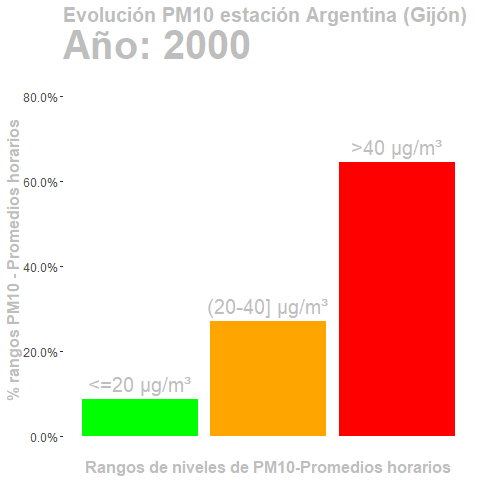 Evolución PM10 estación Argentina (Gijón)
Año: 2000
% rangos PM10 - Promedios horarios
80.0%
60.0%
40.0%
20.0%
0.0%
<=20 µg/m³
(20-40] µg/m³
>40 µg/m³
Rangos de niveles de PM10-Promedios horarios